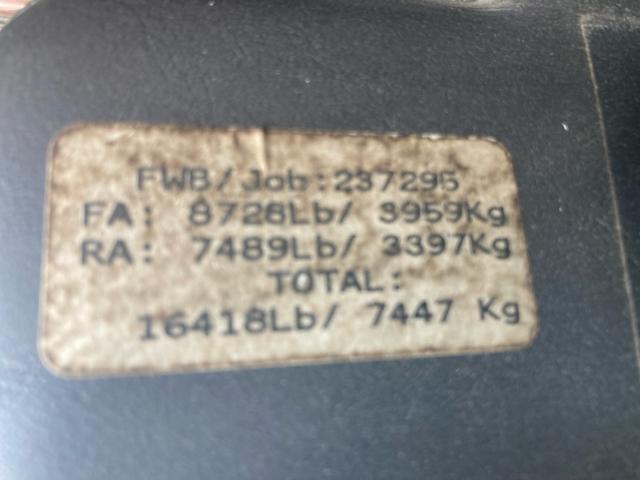 FWB/Job:237295
FA: 8728Lb/ 3959Kg
RA: 7489Lb/ 3397Kg
TOTAL:
16418Lb/ 7447 Kg